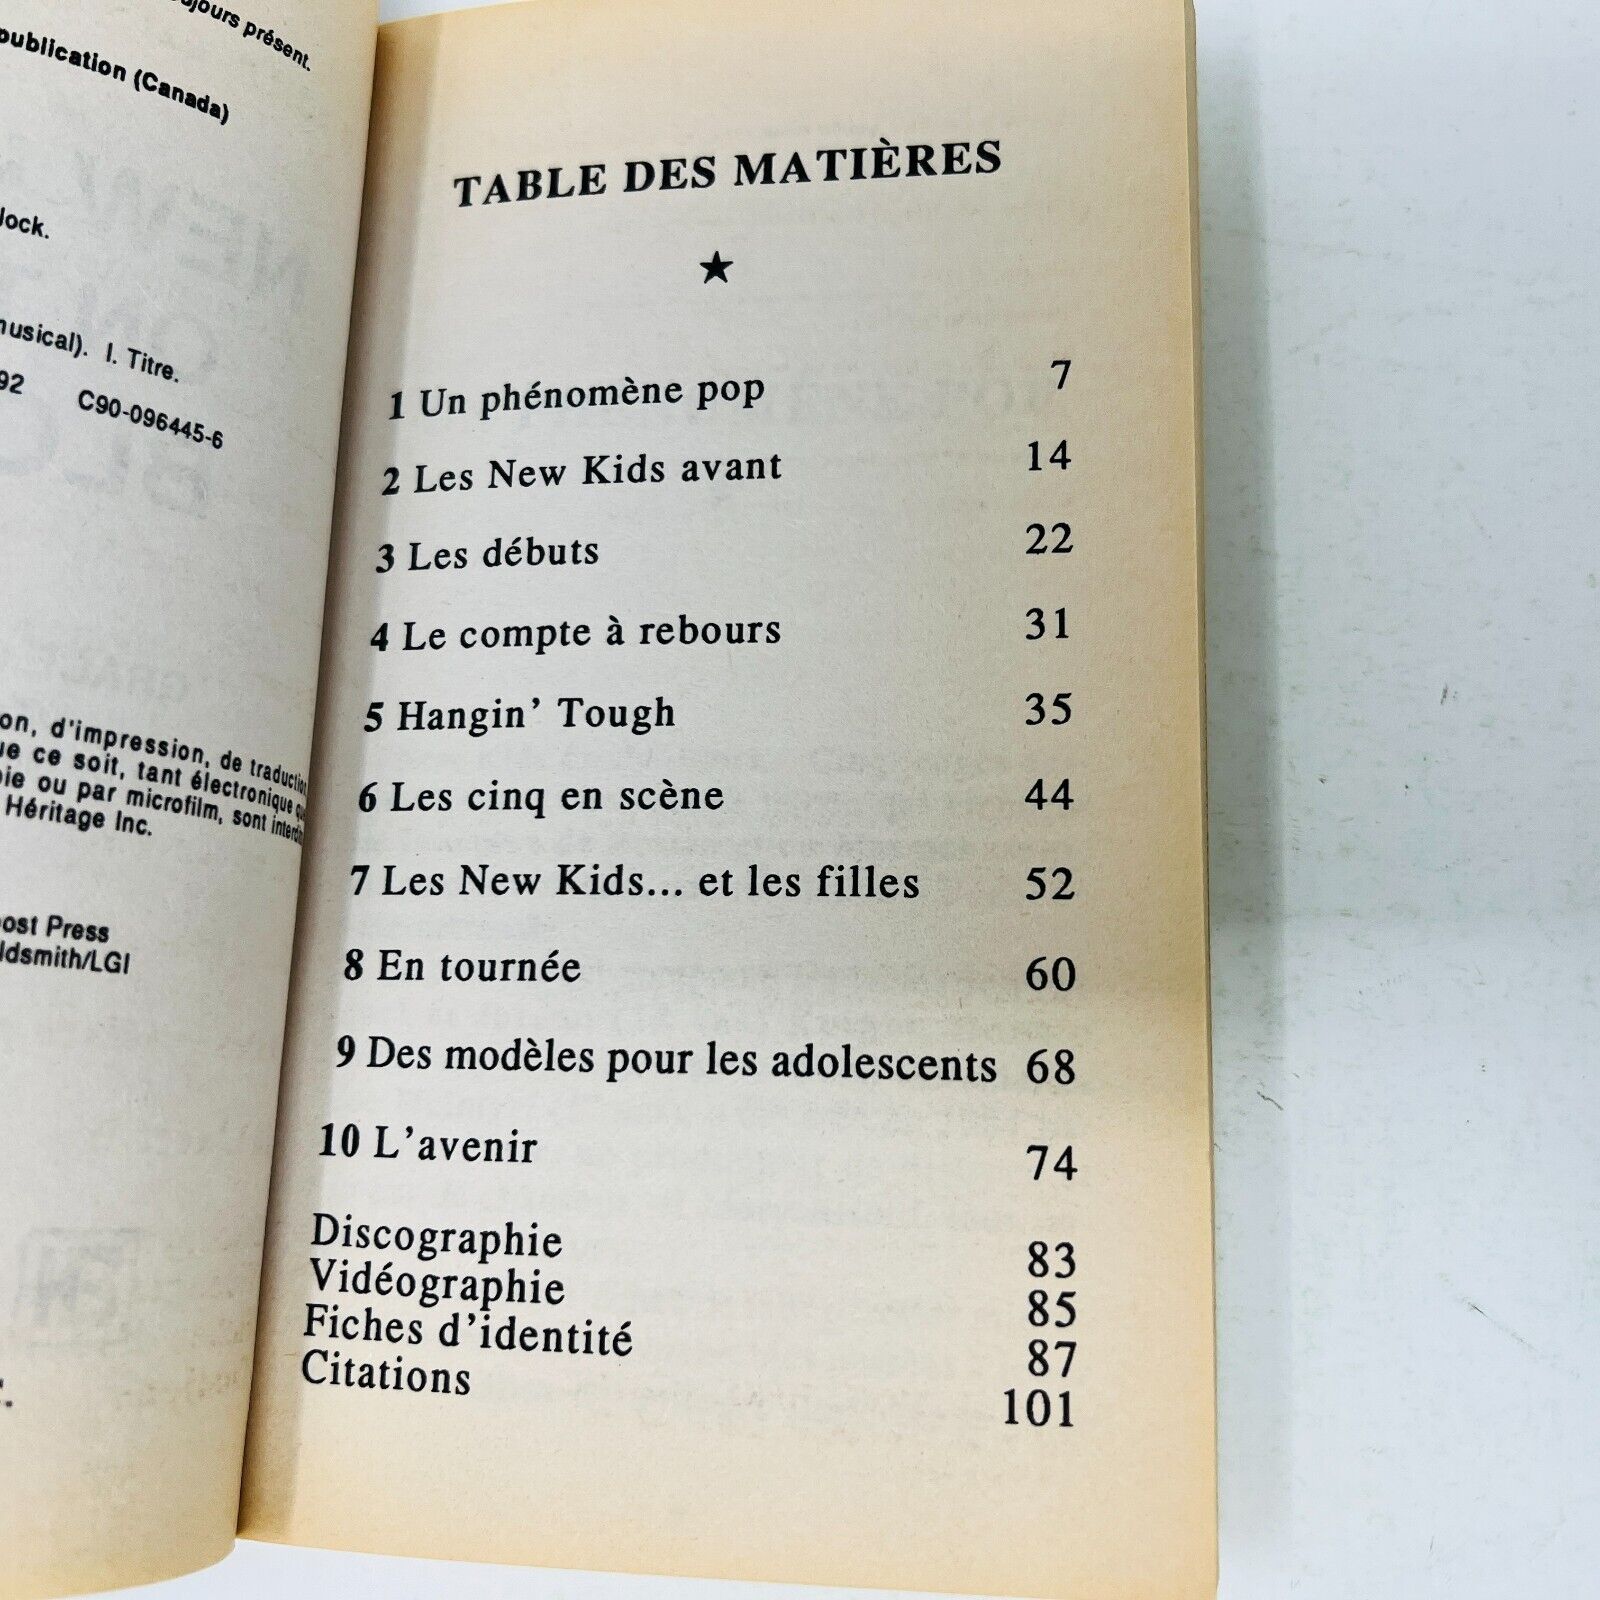 toujours présent.
publication (Canada)
lock.
musical). I. Titre.
92 C90-096445-6
on, d'impression, de traduction,
ue ce soit, tant électronique que
ie ou par microfilm, sont interdits
Héritage Inc.
post Press
ldsmith/LGI
TABLE DES MATIÈRES
★
1 Un phénomène pop 7
2 Les New Kids avant 14
3 Les débuts 22
4 Le compte à rebours 31
5 Hangin' Tough 35
6 Les cinq en scène 44
7 Les New Kids... et les filles 52
8 En tournée 60
9 Des modèles pour les adolescents 68
10 L'avenir 74
Discographie 83
Vidéographie 85
Fiches d'identité 87
Citations 101